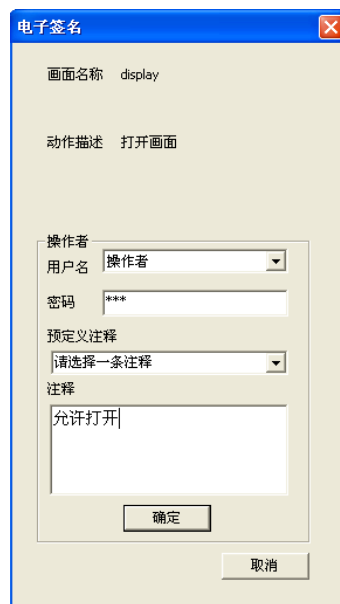 电子签名
画面名称 display
动作描述 打开画面
操作者
用户名 操作者
密码 ***
预定义注释
请选择一条注释
注释
允许打开
确定
取消